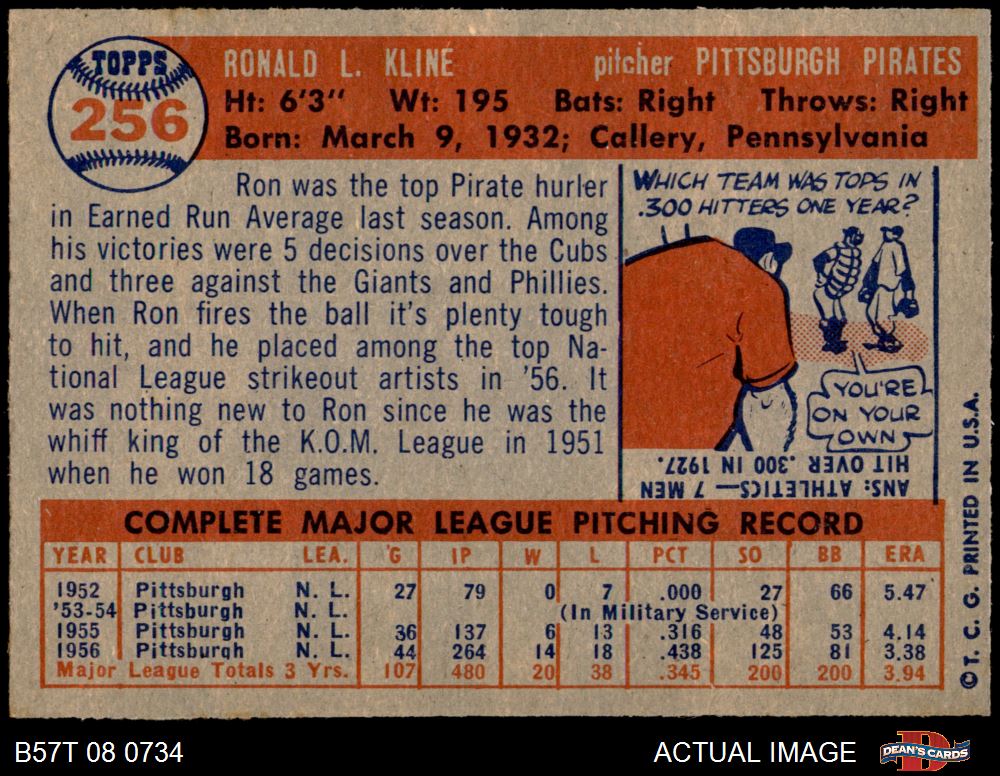 TOPPS
256
RONALD L. KLINE
pitcher PITTSBURGH PIRATES
Ht: 6'3" Wt: 195 Bats: Right Throws: Right
Born: March 9, 1932; Callery, Pennsylvania
Ron was the top Pirate hurler
in Earned Run Average last season. Among
his victories were 5 decisions over the Cubs
and three against the Giants and Phillies.
When Ron fires the ball it's plenty tough
to hit, and he placed among the top Na-
tional League strikeout artists in '56. It
was nothing new to Ron since he was the
whiff king of the K.O.M. League in 1951
when he won 18 games.
WHICH TEAM WAS TOPS IN
.300 HITTERS ONE YEAR?
YOU'RE
ON YOUR
OWN
ANS: ATHLETICS—7 MEN
HIT OVER .300 IN 1927.
COMPLETE MAJOR LEAGUE PITCHING RECORD
YEAR CLUB LEA. G IP W L PCT SO BB ERA
1952 Pittsburgh N. L. 27 79 0 7 .000 27 66 5.47
'53-54 Pittsburgh N. L. (In Military Service)
1955 Pittsburgh N. L. 36 137 6 13 .316 48 53 4.14
1956 Pittsburgh N. L. 44 264 14 18 .438 125 81 3.38
Major League Totals 3 Yrs. 107 480 20 38 .345 200 200 3.94
©T. C. G. PRINTED IN U.S.A.
B57T 08 0734
ACTUAL IMAGE
DEAN'S CARDS